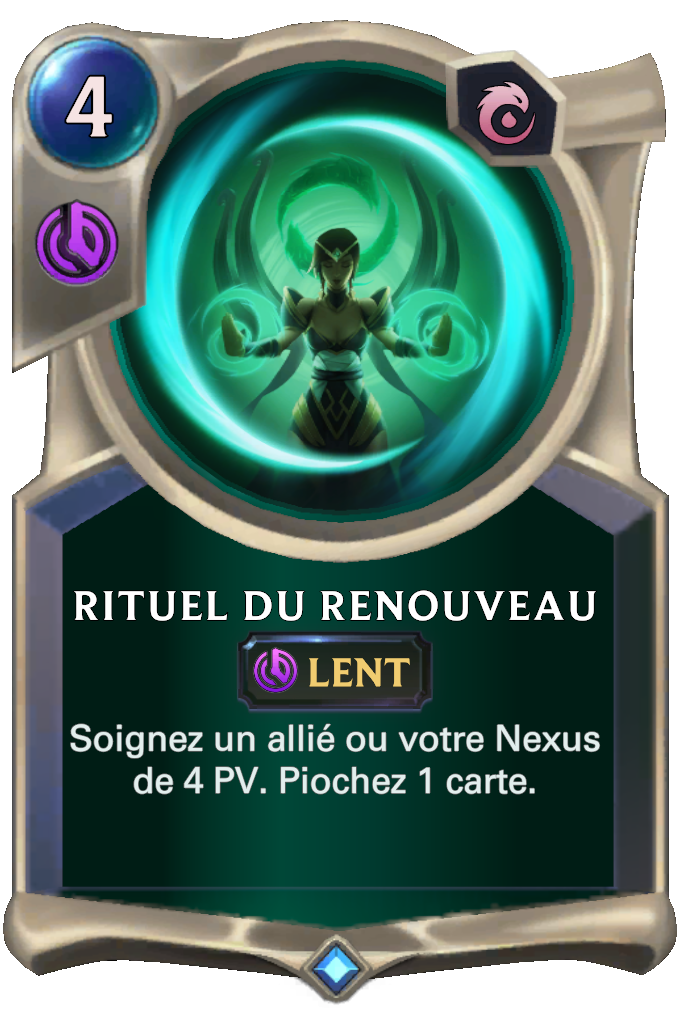 4
RITUEL DU RENOUVEAU
LENT
Soignez un allié ou votre Nexus
de 4 PV. Piochez 1 carte.